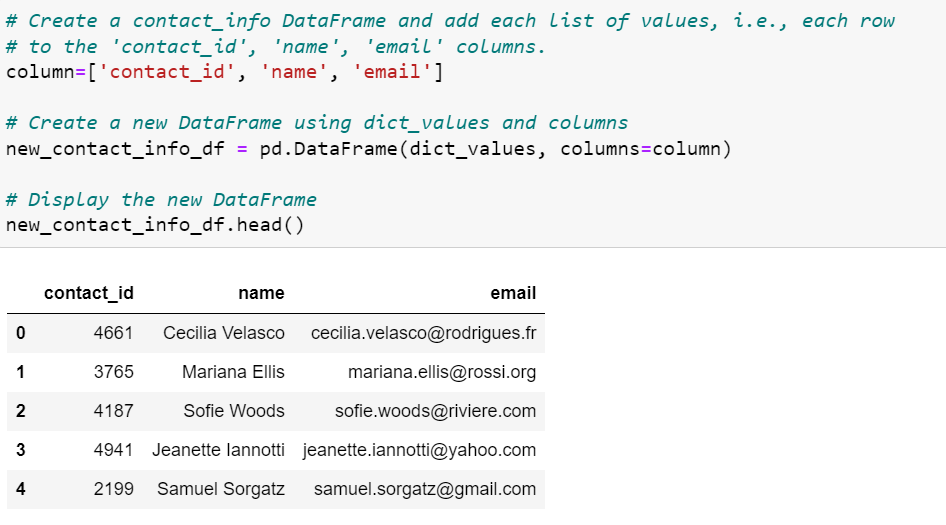 # Create a contact_info DataFrame and add each list of values, i.e., each row
# to the 'contact_id', 'name', 'email' columns.
column=['contact_id', 'name', 'email']
# Create a new DataFrame using dict_values and columns
new_contact_info_df = pd.DataFrame(dict_values, columns=column)
# Display the new DataFrame
new_contact_info_df.head()
contact_id name email
0 4661 Cecilia Velasco cecilia.velasco@rodrigues.fr
1 3765 Mariana Ellis mariana.ellis@rossi.org
2 4187 Sofie Woods sofie.woods@riviere.com
3 4941 Jeanette Iannotti jeanette.iannotti@yahoo.com
4 2199 Samuel Sorgatz samuel.sorgatz@gmail.com